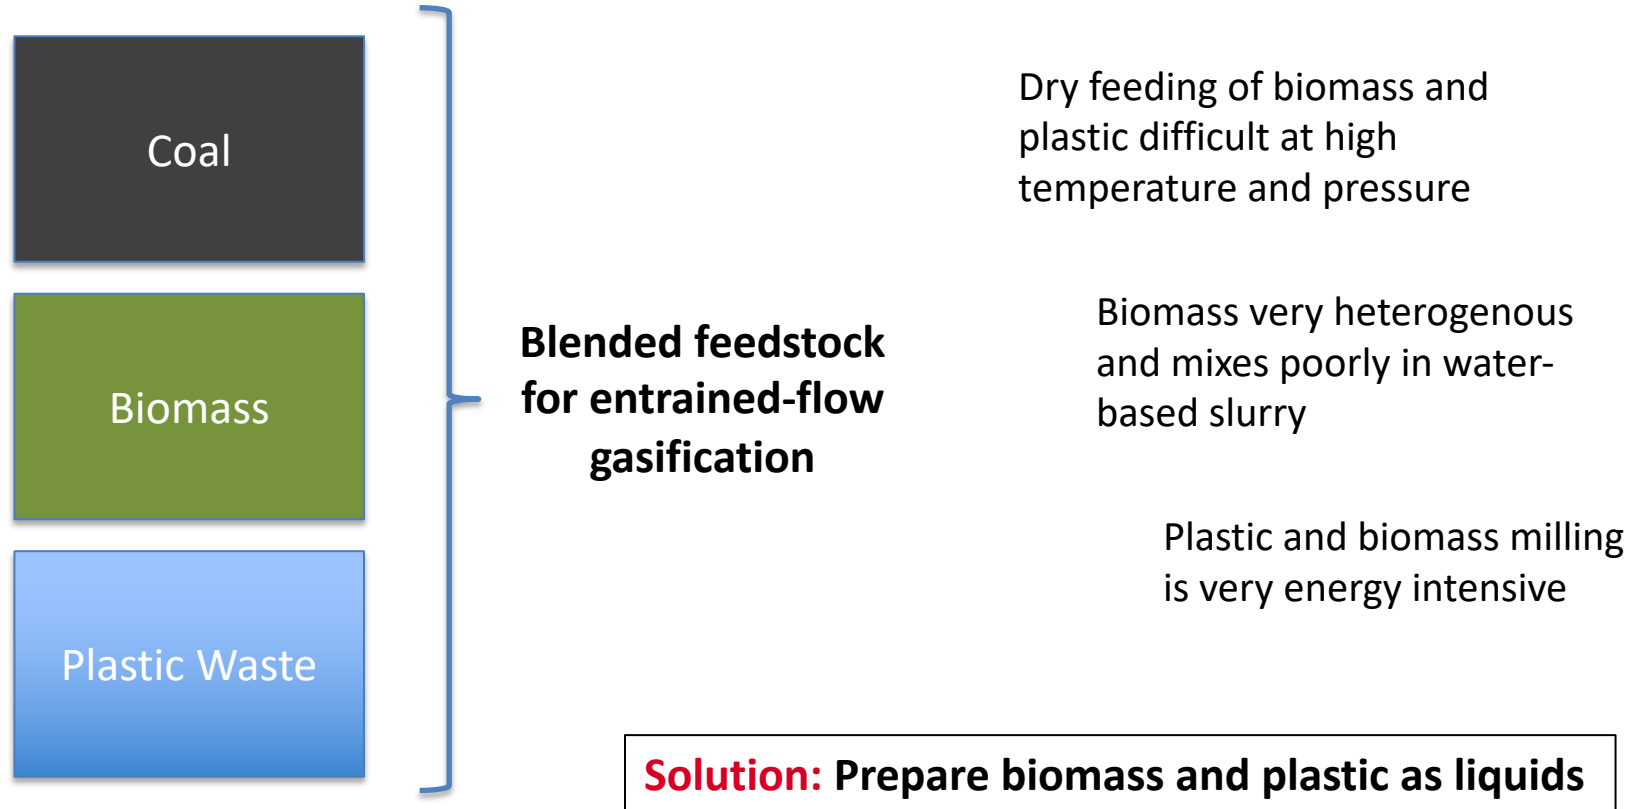 Coal
Biomass
Plastic Waste
Blended feedstock
for entrained-flow
gasification
Dry feeding of biomass and
plastic difficult at high
temperature and pressure
Biomass very heterogenous
and mixes poorly in water-
based slurry
Plastic and biomass milling
is very energy intensive
Solution: Prepare biomass and plastic as liquids